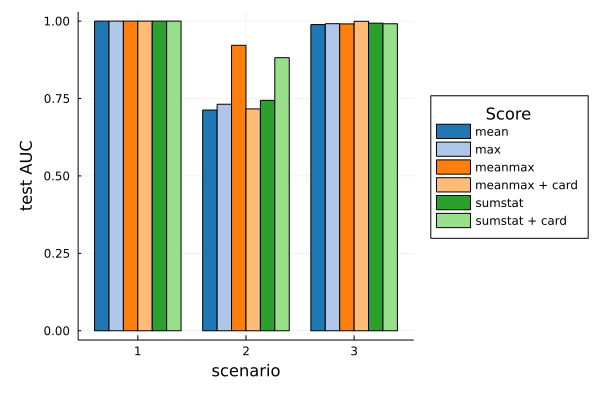 1.00
0.75
0.50
0.25
0.00
test AUC
1
2
3
scenario
Score
mean
max
meanmax
meanmax + card
sumstat
sumstat + card